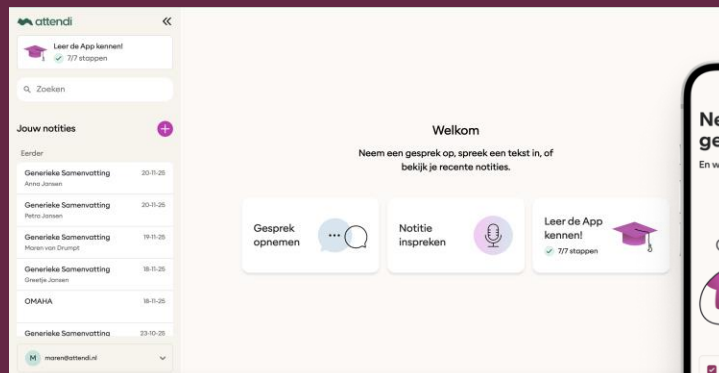 attendi
Leer de App kennen!
7/7 stappen
Zoeken
Jouw notities
Eerder
Generieke Samenvatting 20-11-25
Anna Jansen
Generieke Samenvatting 20-11-25
Petra Jansen
Generieke Samenvatting 19-11-25
Maren van Drumpt
Generieke Samenvatting 18-11-25
Greetje Jansen
OMAHA 18-11-25
Generieke Samenvatting 23-10-25
M maren@attendi.nl
Welkom
Neem een gesprek op, spreek een tekst in, of
bekijk je recente notities.
Gesprek
opnemen
Notitie
inspreken
Leer de App
kennen!
7/7 stappen
Ne
ge
En w